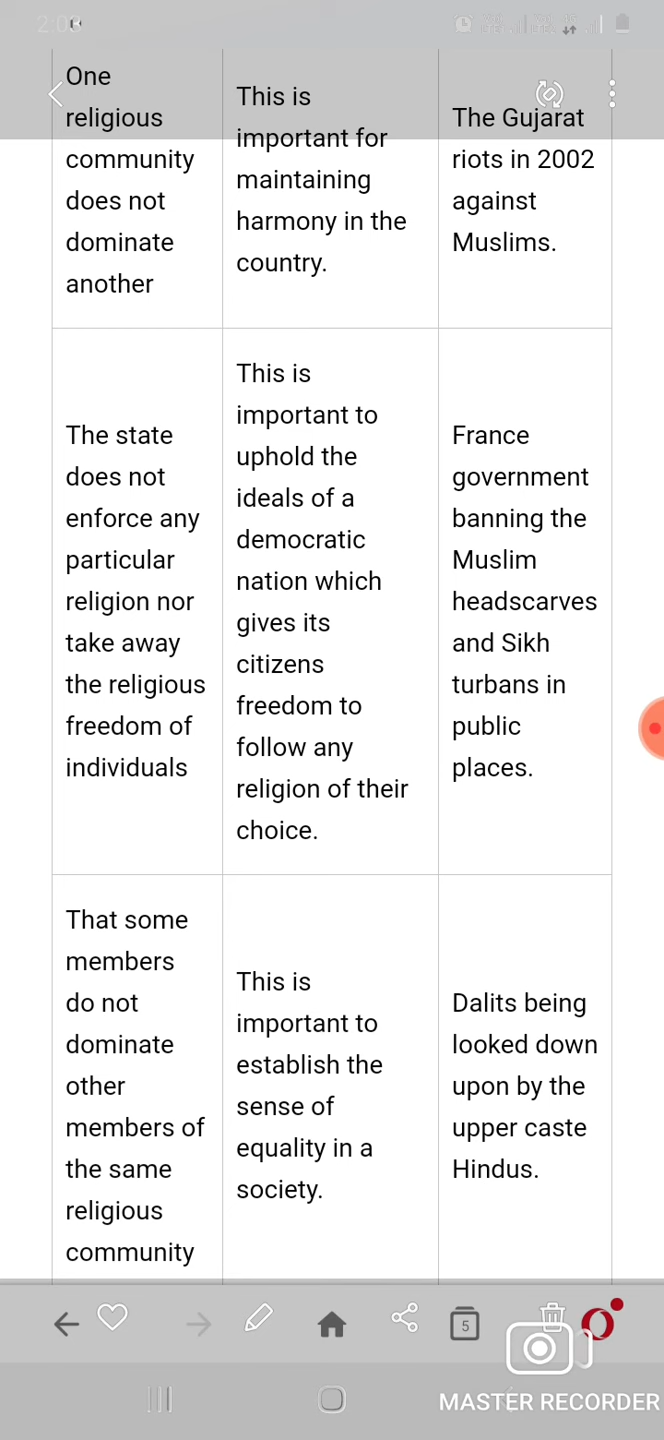 2:03
One
religious
community
does not
dominate
another
This is
important for
maintaining
harmony in the
country.
The Gujarat
riots in 2002
against
Muslims.
The state
does not
enforce any
particular
religion nor
take away
the religious
freedom of
individuals
This is
important to
uphold the
ideals of a
democratic
nation which
gives its
citizens
freedom to
follow any
religion of their
choice.
France
government
banning the
Muslim
headscarves
and Sikh
turbans in
public
places.
That some
members
do not
dominate
other
members of
the same
religious
community
This is
important to
establish the
sense of
equality in a
society.
Dalits being
looked down
upon by the
upper caste
Hindus.
5
MASTER RECORDER